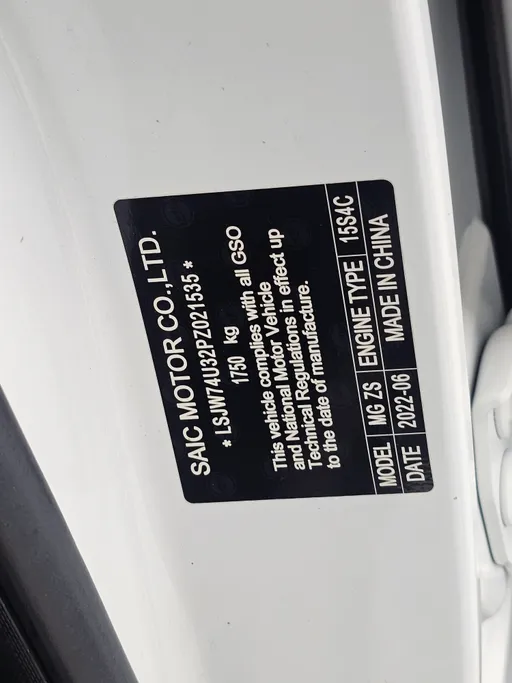 SAIC MOTOR CO.,LTD.
* LSJW74U32PZ021535 *
1750 kg
This vehicle complies with all GSO
and National Motor Vehicle
Technical Regulations in effect up
to the date of manufacture.
MODEL MG ZS ENGINE TYPE 15S4C
DATE 2022-06 MADE IN CHINA